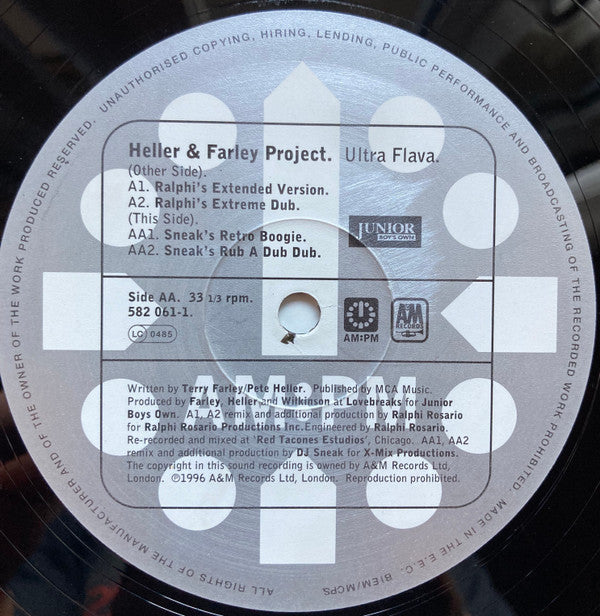 UNAUTHORISED COPYING, HIRING, LENDING, PUBLIC PERFORMANCE AND BROADCASTING OF THE RECORDED WORK PROHIBITED. MADE IN THE E.E.C. BIEM/MCPS.
ALL RIGHTS OF THE MANUFACTURER AND OF THE OWNER OF THE WORK PRODUCED RESERVED.
Heller & Farley Project. Ultra Flava.
(Other Side).
A1. Ralphi's Extended Version.
A2. Ralphi's Extreme Dub.
(This Side).
AA1. Sneak's Retro Boogie.
AA2. Sneak's Rub A Dub Dub.
JUNIOR
BOY'S OWN
Side AA. 33 1/3 rpm.
582 061-1.
LC 0485
AM:PM
A&M
RECORDS
AM:PM
Written by Terry Farley/Pete Heller. Published by MCA Music.
Produced by Farley, Heller and Wilkinson at Lovebreaks for Junior
Boys Own. A1, A2 remix and additional production by Ralphi Rosario
for Ralphi Rosario Productions Inc.Engineered by Ralphi Rosario.
Re-recorded and mixed at 'Red Tacones Estudios', Chicago. AA1, AA2
remix and additional production by DJ Sneak for X-Mix Productions.
The copyright in this sound recording is owned by A&M Records Ltd,
London. ℗1996 A&M Records Ltd, London. Reproduction prohibited.